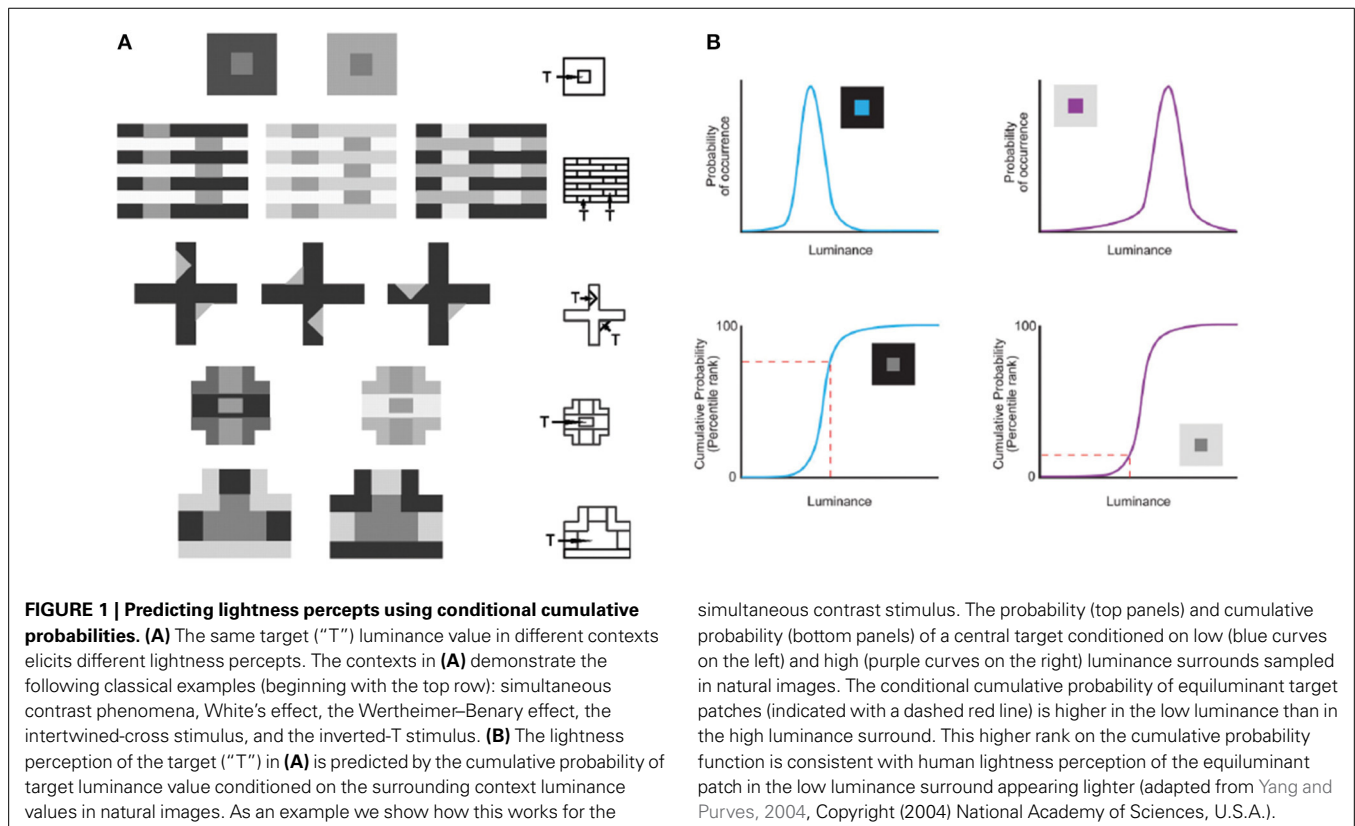 A
T
T T
T
T
T
T
B
Probability
of occurrence
Luminance
Probability
of occurrence
Luminance
100
Cumulative Probability
(Percentile rank)
0
Luminance
100
Cumulative Probability
(Percentile rank)
0
Luminance
FIGURE 1 | Predicting lightness percepts using conditional cumulative
probabilities. (A) The same target (“T”) luminance value in different contexts
elicits different lightness percepts. The contexts in (A) demonstrate the
following classical examples (beginning with the top row): simultaneous
contrast phenomena, White’s effect, the Wertheimer–Benary effect, the
intertwined-cross stimulus, and the inverted-T stimulus. (B) The lightness
perception of the target (“T”) in (A) is predicted by the cumulative probability of
target luminance value conditioned on the surrounding context luminance
values in natural images. As an example we show how this works for the
simultaneous contrast stimulus. The probability (top panels) and cumulative
probability (bottom panels) of a central target conditioned on low (blue curves
on the left) and high (purple curves on the right) luminance surrounds sampled
in natural images. The conditional cumulative probability of equiluminant target
patches (indicated with a dashed red line) is higher in the low luminance than in
the high luminance surround. This higher rank on the cumulative probability
function is consistent with human lightness perception of the equiluminant
patch in the low luminance surround appearing lighter (adapted from Yang and
Purves, 2004, Copyright (2004) National Academy of Sciences, U.S.A.).